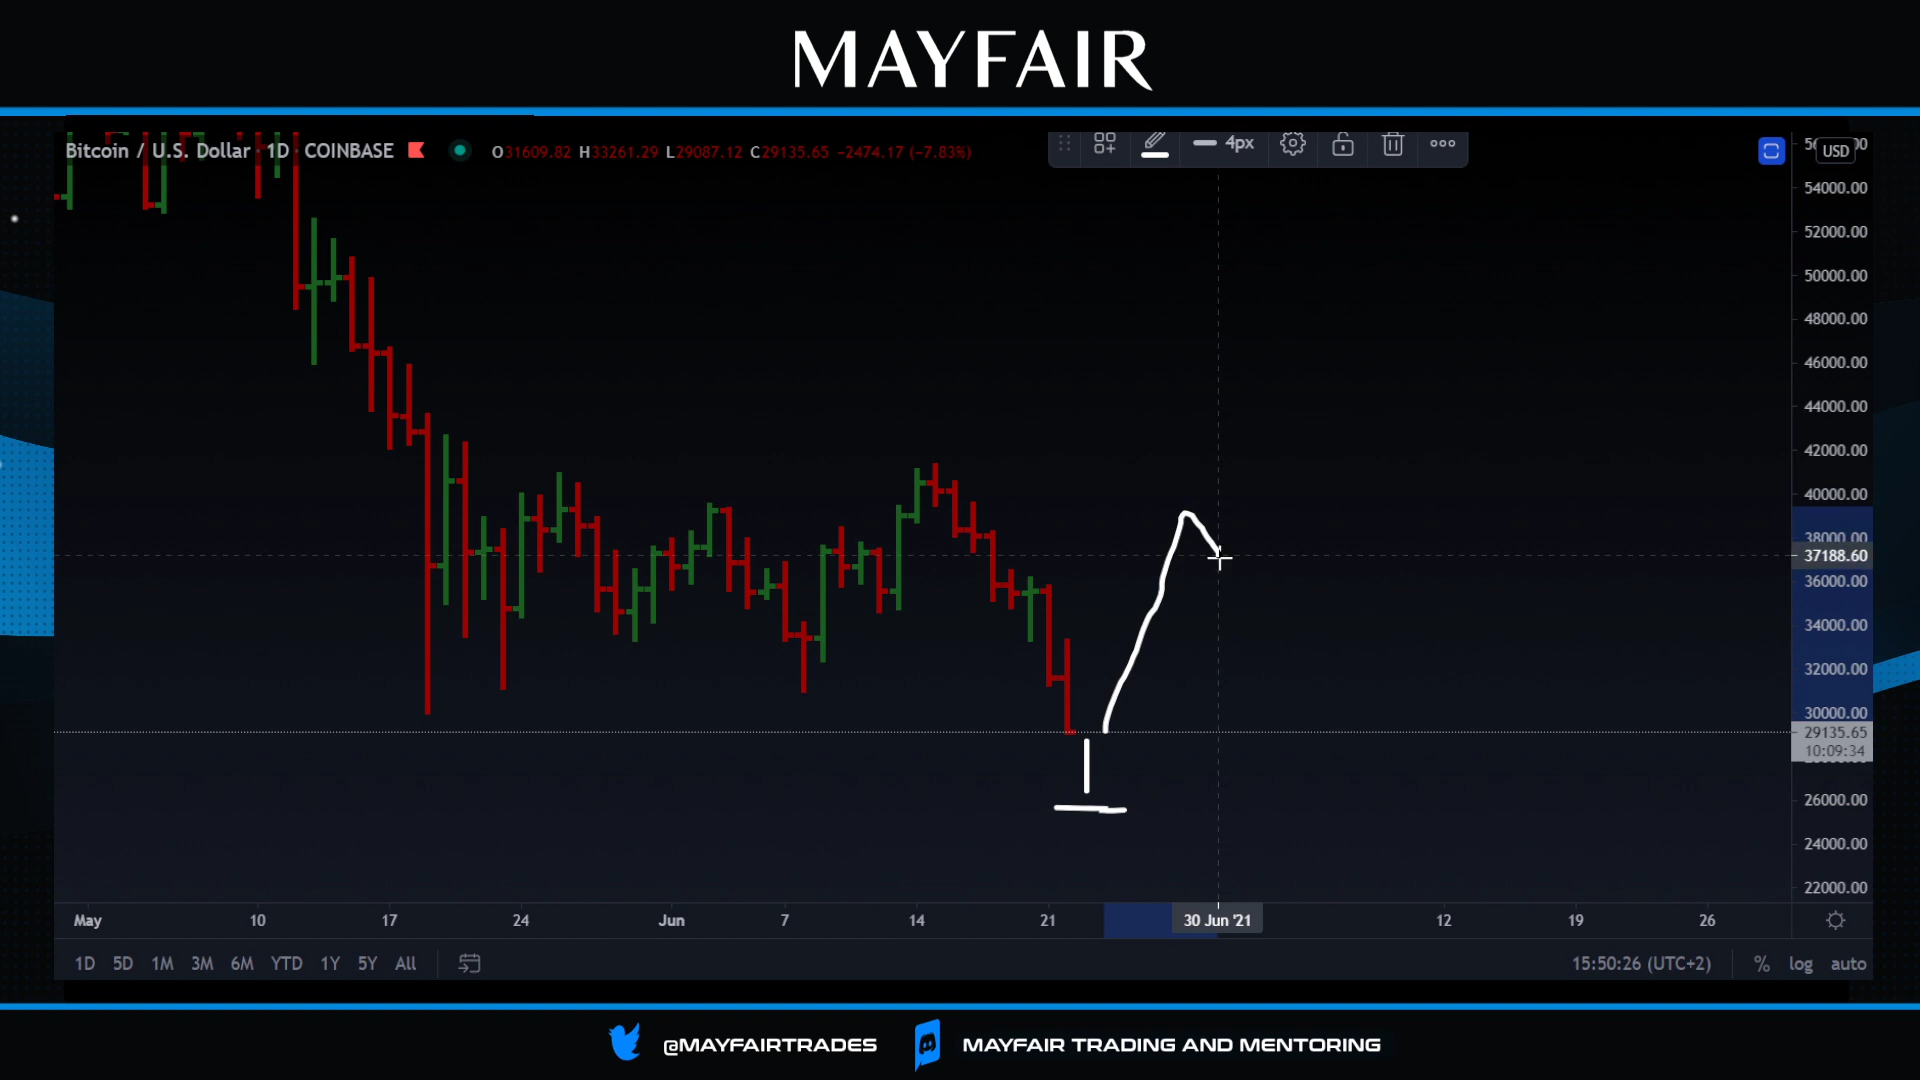 MAYFAIR
Bitcoin / U.S. Dollar · 1D · COINBASE O31609.82 H33261.29 L29087.12 C29135.65 −2474.17 (−7.83%)
4px
USD
54000.00
52000.00
50000.00
48000.00
46000.00
44000.00
42000.00
40000.00
38000.00
37188.60
36000.00
34000.00
32000.00
30000.00
29135.65
10:09:34
26000.00
24000.00
22000.00
May 10 17 24 Jun 7 14 21 30 Jun '21 12 19 26
1D 5D 1M 3M 6M YTD 1Y 5Y All 15:50:26 (UTC+2) % log auto
@MAYFAIRTRADES MAYFAIR TRADING AND MENTORING